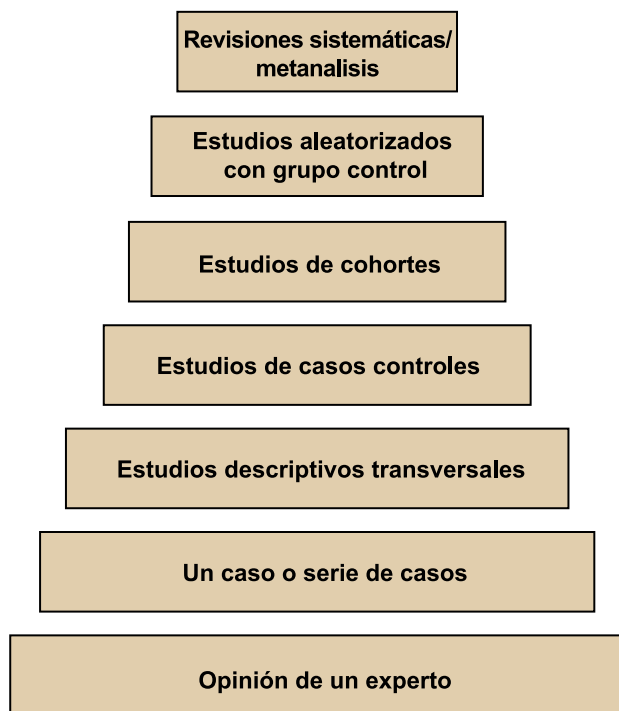 Revisiones sistemáticas/
metanalisis
Estudios aleatorizados
con grupo control
Estudios de cohortes
Estudios de casos controles
Estudios descriptivos transversales
Un caso o serie de casos
Opinión de un experto